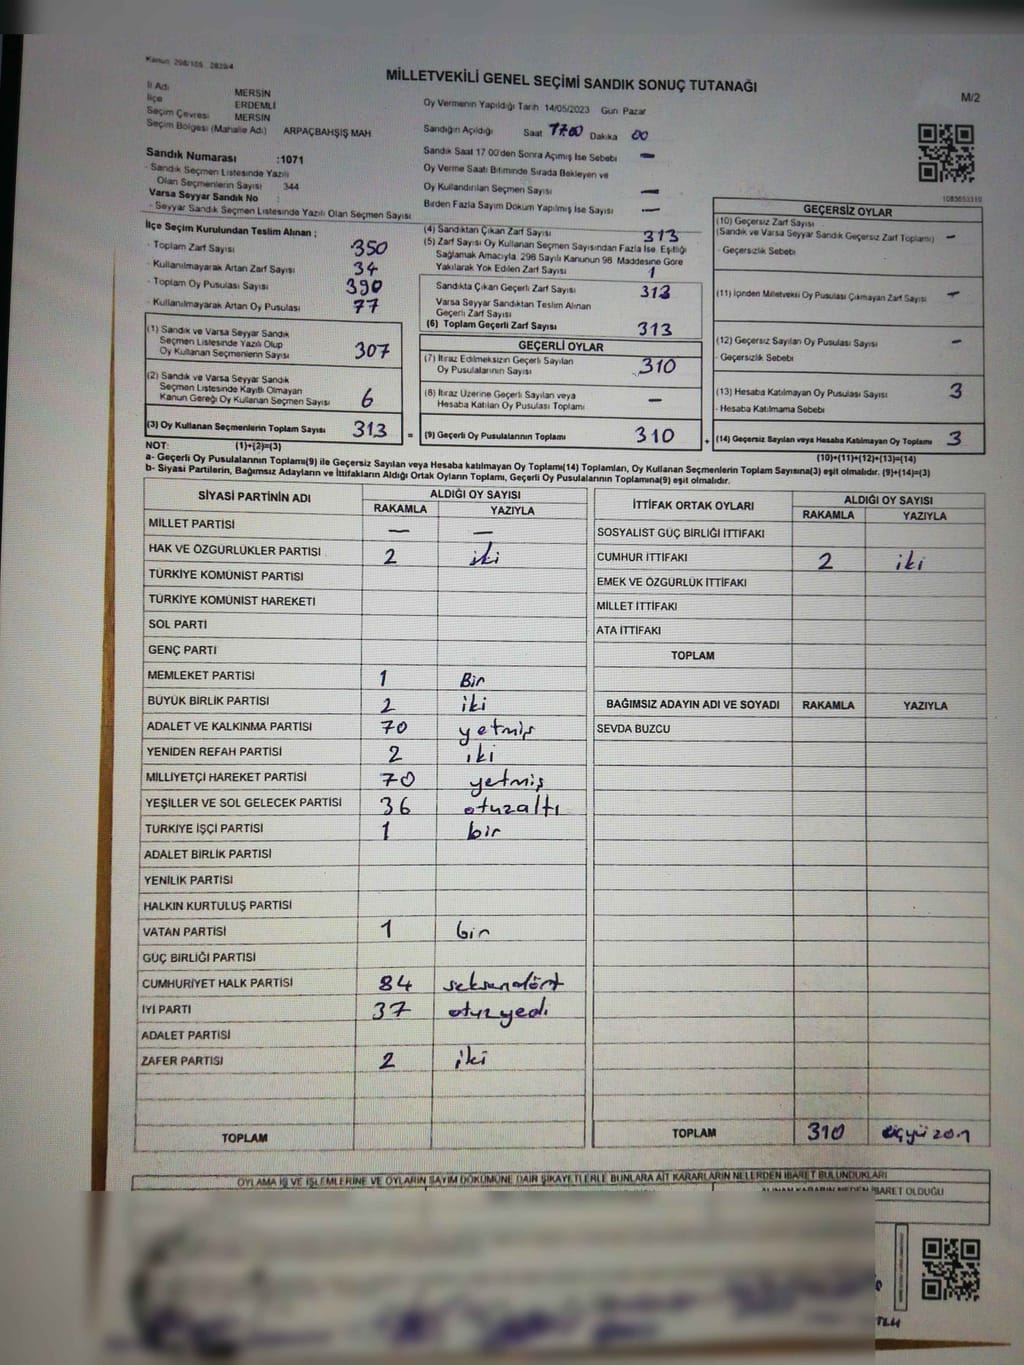 Kanun 298/105 2839/4
MİLLETVEKİLİ GENEL SEÇİMİ SANDIK SONUÇ TUTANAĞI
M/2
İl Adı MERSİN
İlçe ERDEMLİ
Seçim Çevresi MERSİN
Seçim Bölgesi (Mahalle Adı) ARPAÇBAHŞİŞ MAH.
Oy Vermenin Yapıldığı Tarih 14/05/2023 Gün Pazar
Sandığın Açıldığı Saat 17.00 Dakika 00
Sandık Saat 17.00'den Sonra Açımış İse Sebebi —
Oy Verme Saati Bitiminde Sırada Bekleyen ve
Oy Kullandırılan Seçmen Sayısı —
Birden Fazla Sayım Döküm Yapılmış İse Sayısı —
Sandık Numarası :1071
- Sandık Seçmen Listesinde Yazılı
Olan Seçmenlerin Sayısı 344
Varsa Seyyar Sandık No :
- Seyyar Sandık Seçmen Listesinde Yazılı Olan Seçmen Sayısı
İlçe Seçim Kurulundan Teslim Alınan ;
- Toplam Zarf Sayısı 350
- Kullanılmayarak Artan Zarf Sayısı 34
- Toplam Oy Pusulası Sayısı 390
- Kullanılmayarak Artan Oy Pusulası 77
(1) Sandık ve Varsa Seyyar Sandık
Seçmen Listesinde Yazılı Olup
Oy Kullanan Seçmenlerin Sayısı 307
(2) Sandık ve Varsa Seyyar Sandık
Seçmen Listesinde Kayıtlı Olmayan
Kanun Gereği Oy Kullanan Seçmen Sayısı 6
(3) Oy Kullanan Seçmenlerin Toplam Sayısı 313
(4) Sandıktan Çıkan Zarf Sayısı 313
(5) Zarf Sayısı Oy Kullanan Seçmen Sayısından Fazla İse, Eşitliği
Sağlamak Amacıyla, 298 Sayılı Kanunun 98. Maddesine Göre
Yakılarak Yok Edilen Zarf Sayısı 1
Sandıkta Çıkan Geçerli Zarf Sayısı 313
Varsa Seyyar Sandıktan Teslim Alınan
Geçerli Zarf Sayısı
(6) Toplam Geçerli Zarf Sayısı 313
GEÇERLİ OYLAR
(7) İtiraz Edilmeksizin Geçerli Sayılan
Oy Pusulalarının Sayısı 310
(8) İtiraz Üzerine Geçerli Sayılan veya
Hesaba Katılan Oy Pusulası Toplamı —
= (9) Geçerli Oy Pusulalarının Toplamı 310
1083653310
GEÇERSİZ OYLAR
(10) Geçersiz Zarf Sayısı
(Sandık ve Varsa Seyyar Sandık Geçersiz Zarf Toplamı) —
- Geçersizlik Sebebi
(11) İçinden Milletvekili Oy Pusulası Çıkmayan Zarf Sayısı —
(12) Geçersiz Sayılan Oy Pusulası Sayısı —
- Geçersizlik Sebebi
(13) Hesaba Katılmayan Oy Pusulası Sayısı 3
- Hesaba Katılmama Sebebi
+ (14) Geçersiz Sayılan veya Hesaba Katılmayan Oy Toplamı 3
NOT: (1)+(2)=(3)
(10)+(11)+(12)+(13)=(14)
a- Geçerli Oy Pusulalarının Toplamı(9) ile Geçersiz Sayılan veya Hesaba katılmayan Oy Toplamı(14) Toplamları, Oy Kullanan Seçmenlerin Toplam Sayısına(3) eşit olmalıdır. (9)+(14)=(3)
b- Siyasi Partilerin, Bağımsız Adayların ve İttifakların Aldığı Ortak Oyların Toplamı, Geçerli Oy Pusulalarının Toplamına(9) eşit olmalıdır.
SİYASİ PARTİNİN ADI
ALDIĞI OY SAYISI
RAKAMLA YAZIYLA
MİLLET PARTİSİ — —
HAK VE ÖZGÜRLÜKLER PARTİSİ 2 iki
TÜRKİYE KOMÜNİST PARTİSİ
TÜRKİYE KOMÜNİST HAREKETİ
SOL PARTİ
GENÇ PARTİ
MEMLEKET PARTİSİ 1 Bir
BÜYÜK BİRLİK PARTİSİ 2 iki
ADALET VE KALKINMA PARTİSİ 70 yetmiş
YENİDEN REFAH PARTİSİ 2 iki
MİLLİYETÇİ HAREKET PARTİSİ 70 yetmiş
YEŞİLLER VE SOL GELECEK PARTİSİ 36 otuzaltı
TÜRKİYE İŞÇİ PARTİSİ 1 bir
ADALET BİRLİK PARTİSİ
YENİLİK PARTİSİ
HALKIN KURTULUŞ PARTİSİ
VATAN PARTİSİ 1 bir
GÜÇ BİRLİĞİ PARTİSİ
CUMHURİYET HALK PARTİSİ 84 seksendört
İYİ PARTİ 37 otuzyedi
ADALET PARTİSİ
ZAFER PARTİSİ 2 iki
TOPLAM
İTTİFAK ORTAK OYLARI
ALDIĞI OY SAYISI
RAKAMLA YAZIYLA
SOSYALİST GÜÇ BİRLİĞİ İTTİFAKI
CUMHUR İTTİFAKI 2 iki
EMEK VE ÖZGÜRLÜK İTTİFAKI
MİLLET İTTİFAKI
ATA İTTİFAKI
TOPLAM
BAĞIMSIZ ADAYIN ADI VE SOYADI RAKAMLA YAZIYLA
SEVDA BUZCU
TOPLAM 310 üçyüzon
OYLAMA İŞ VE İŞLEMLERİNE VE OYLARIN SAYIM DÖKÜMÜNE DAİR ŞİKAYETLERLE BUNLARA AİT KARARLARIN NELERDEN İBARET BULUNDUKLARI
ALINAN KARARIN NEDEN İBARET OLDUĞU